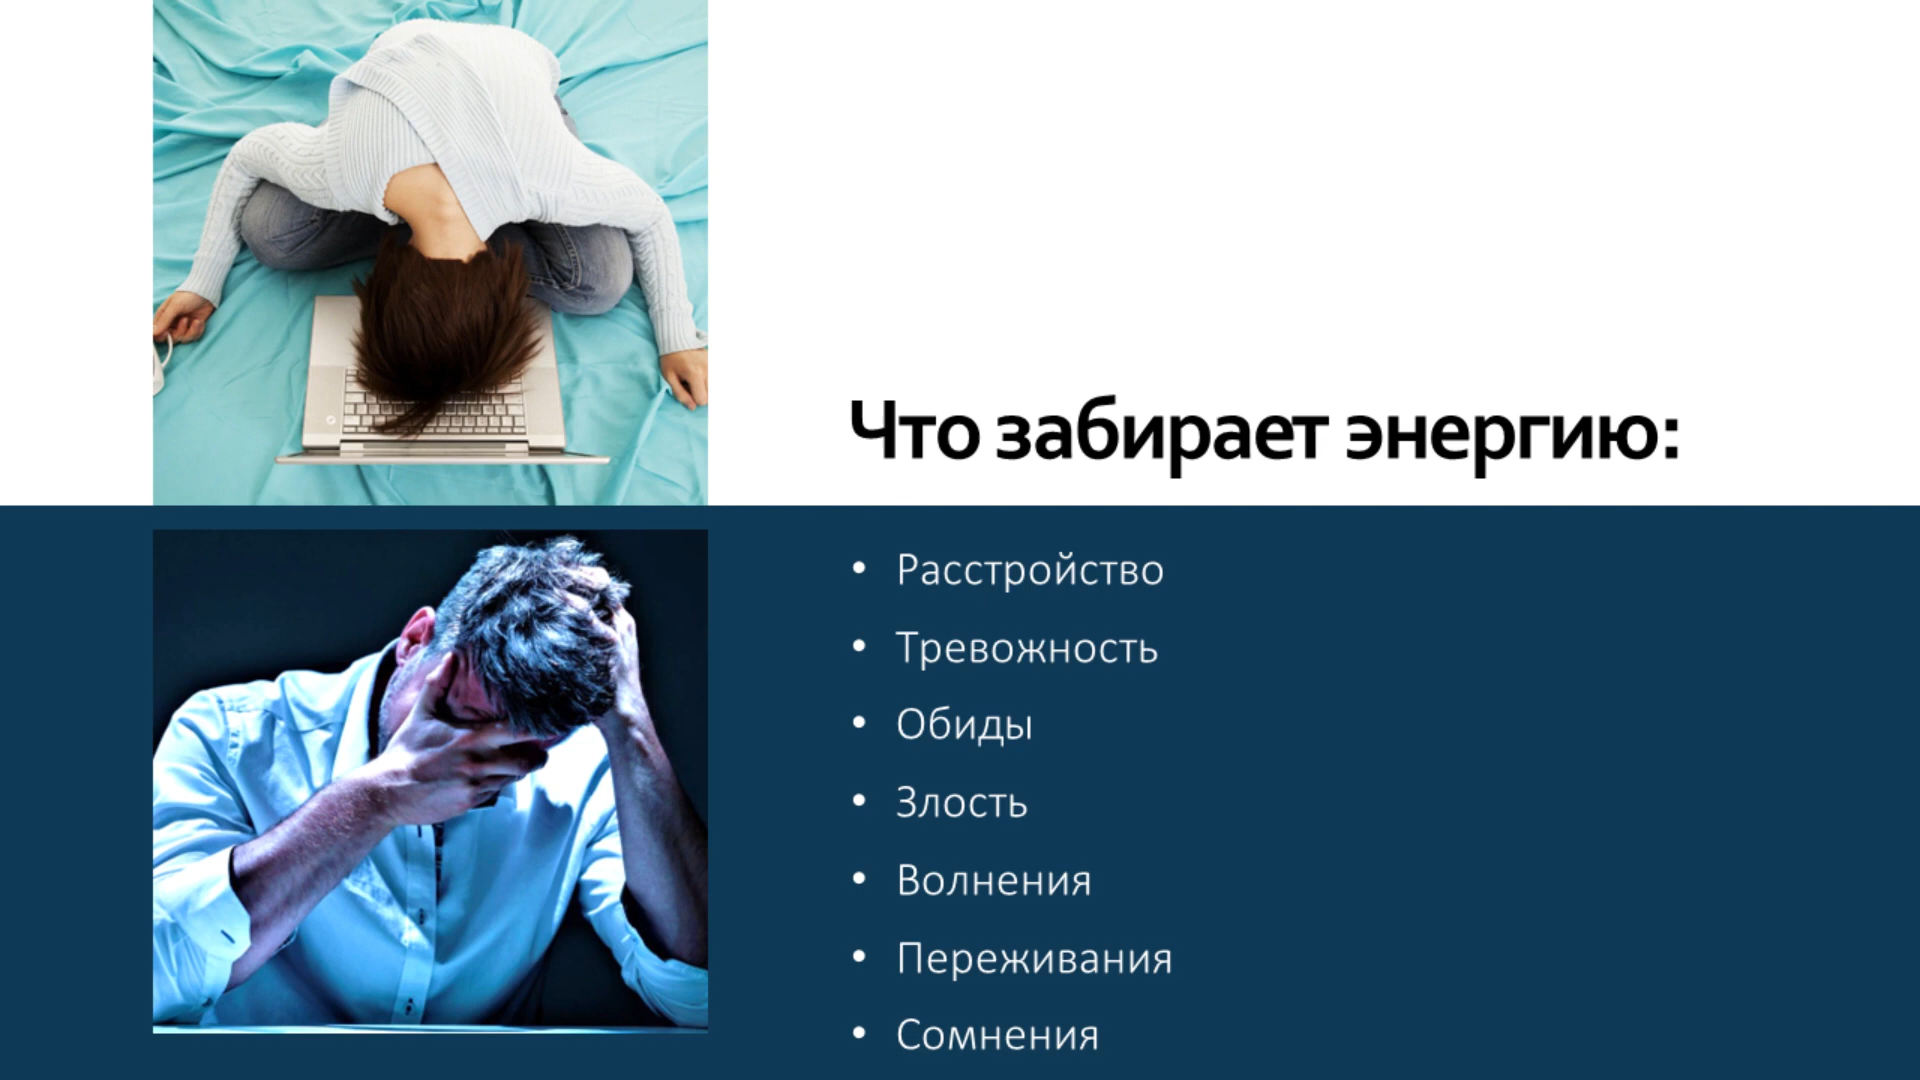 Что забирает энергию:
• Расстройство
• Тревожность
• Обиды
• Злость
• Волнения
• Переживания
• Сомнения